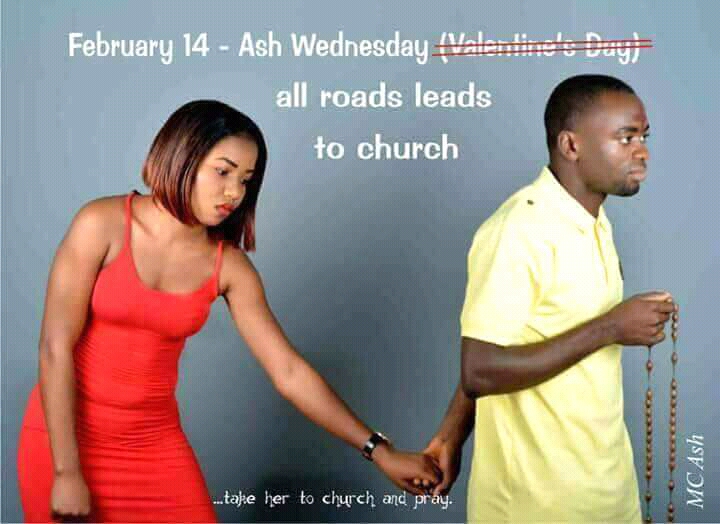 February 14 - Ash Wednesday (Valentine's Day)
all roads leads
to church
...take her to church and pray.
MC Ash